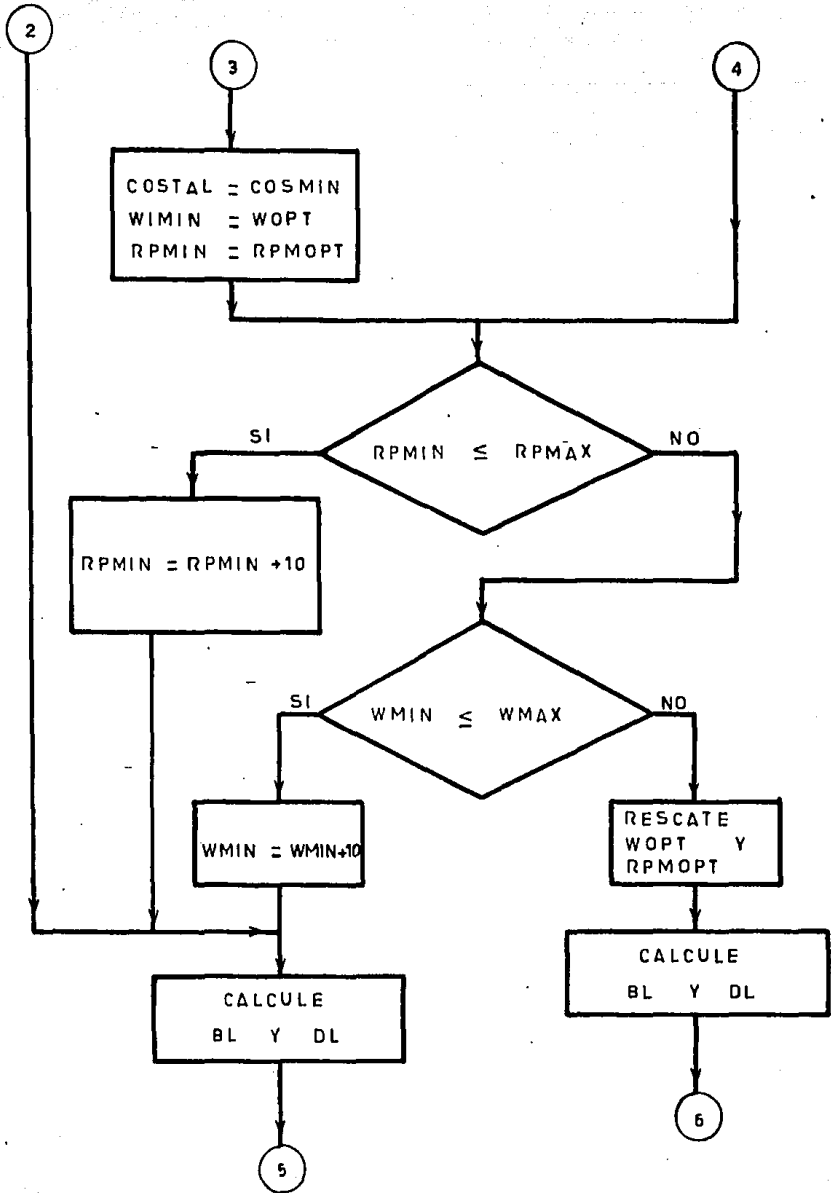 2
3
4
COSTAL = COSMIN
WIMIN = WOPT
RPMIN = RPMOPT
RPMIN ≤ RPMAX
SI
NO
RPMIN = RPMIN +10
WMIN ≤ WMAX
SI
NO
WMIN = WMIN+10
RESCATE
WOPT Y
RPMOPT
CALCULE
BL Y DL
CALCULE
BL Y DL
6
5